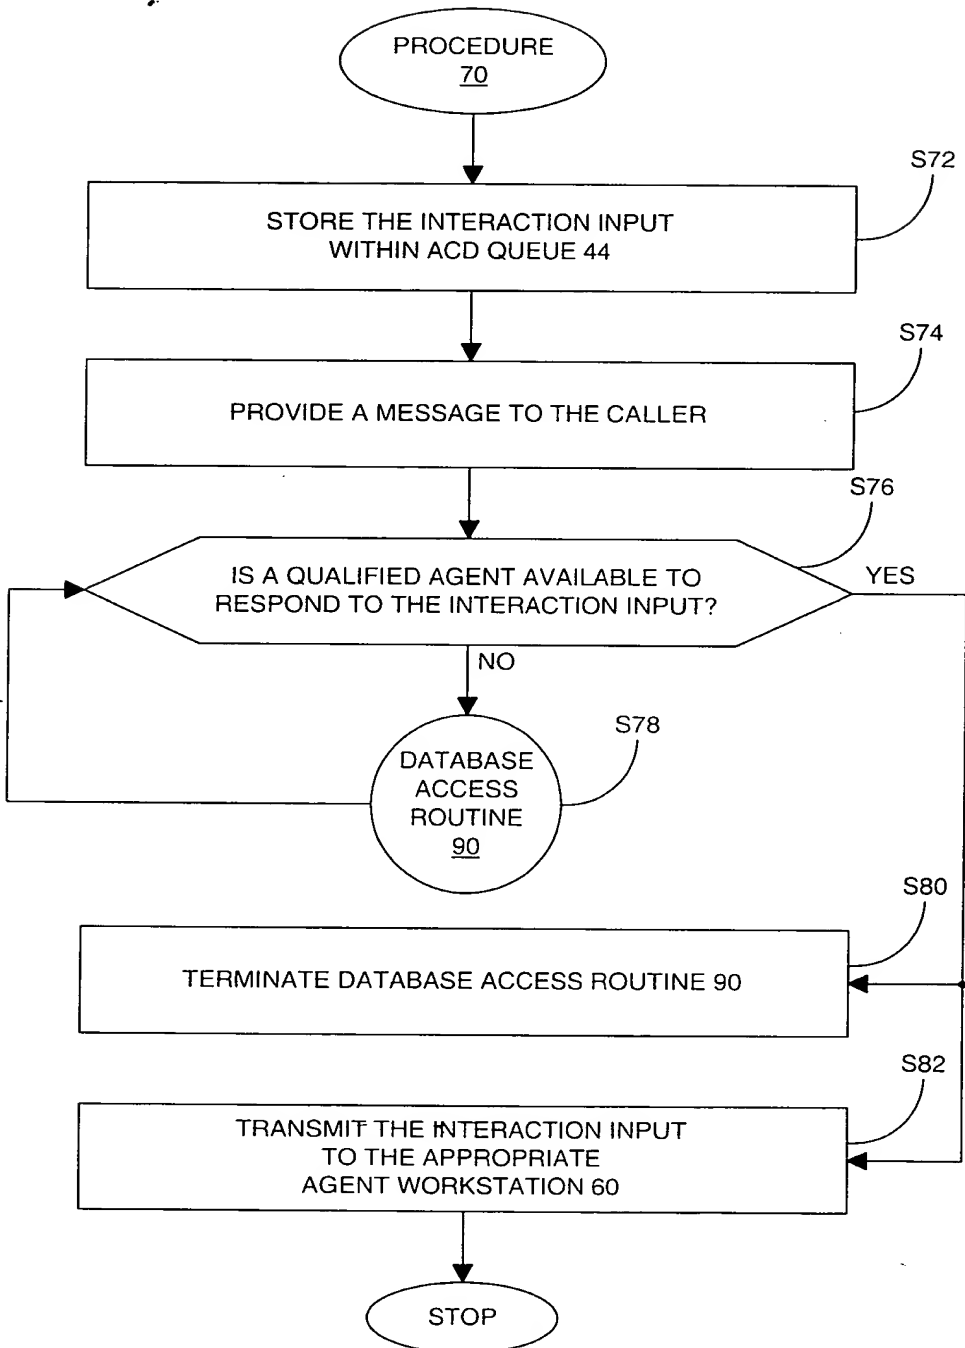 PROCEDURE
70
S72
STORE THE INTERACTION INPUT
WITHIN ACD QUEUE 44
S74
PROVIDE A MESSAGE TO THE CALLER
S76
IS A QUALIFIED AGENT AVAILABLE TO
RESPOND TO THE INTERACTION INPUT?
YES
NO
S78
DATABASE
ACCESS
ROUTINE
90
S80
TERMINATE DATABASE ACCESS ROUTINE 90
S82
TRANSMIT THE INTERACTION INPUT
TO THE APPROPRIATE
AGENT WORKSTATION 60
STOP